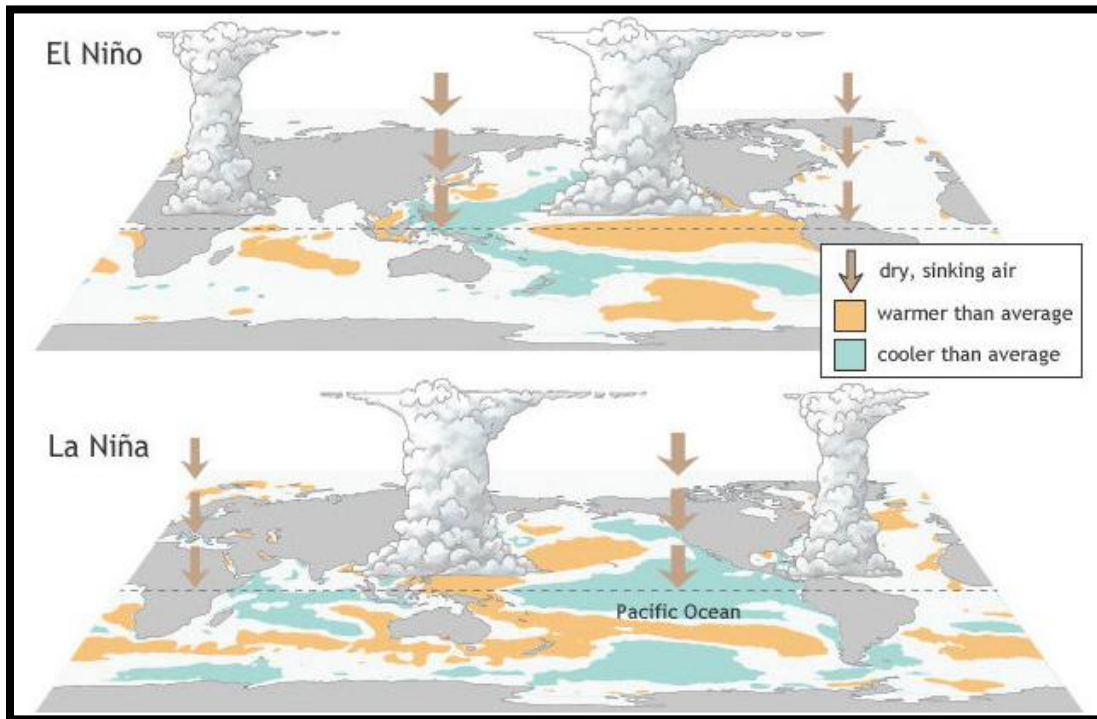 El Niño
dry, sinking air
warmer than average
cooler than average
La Niña
Pacific Ocean